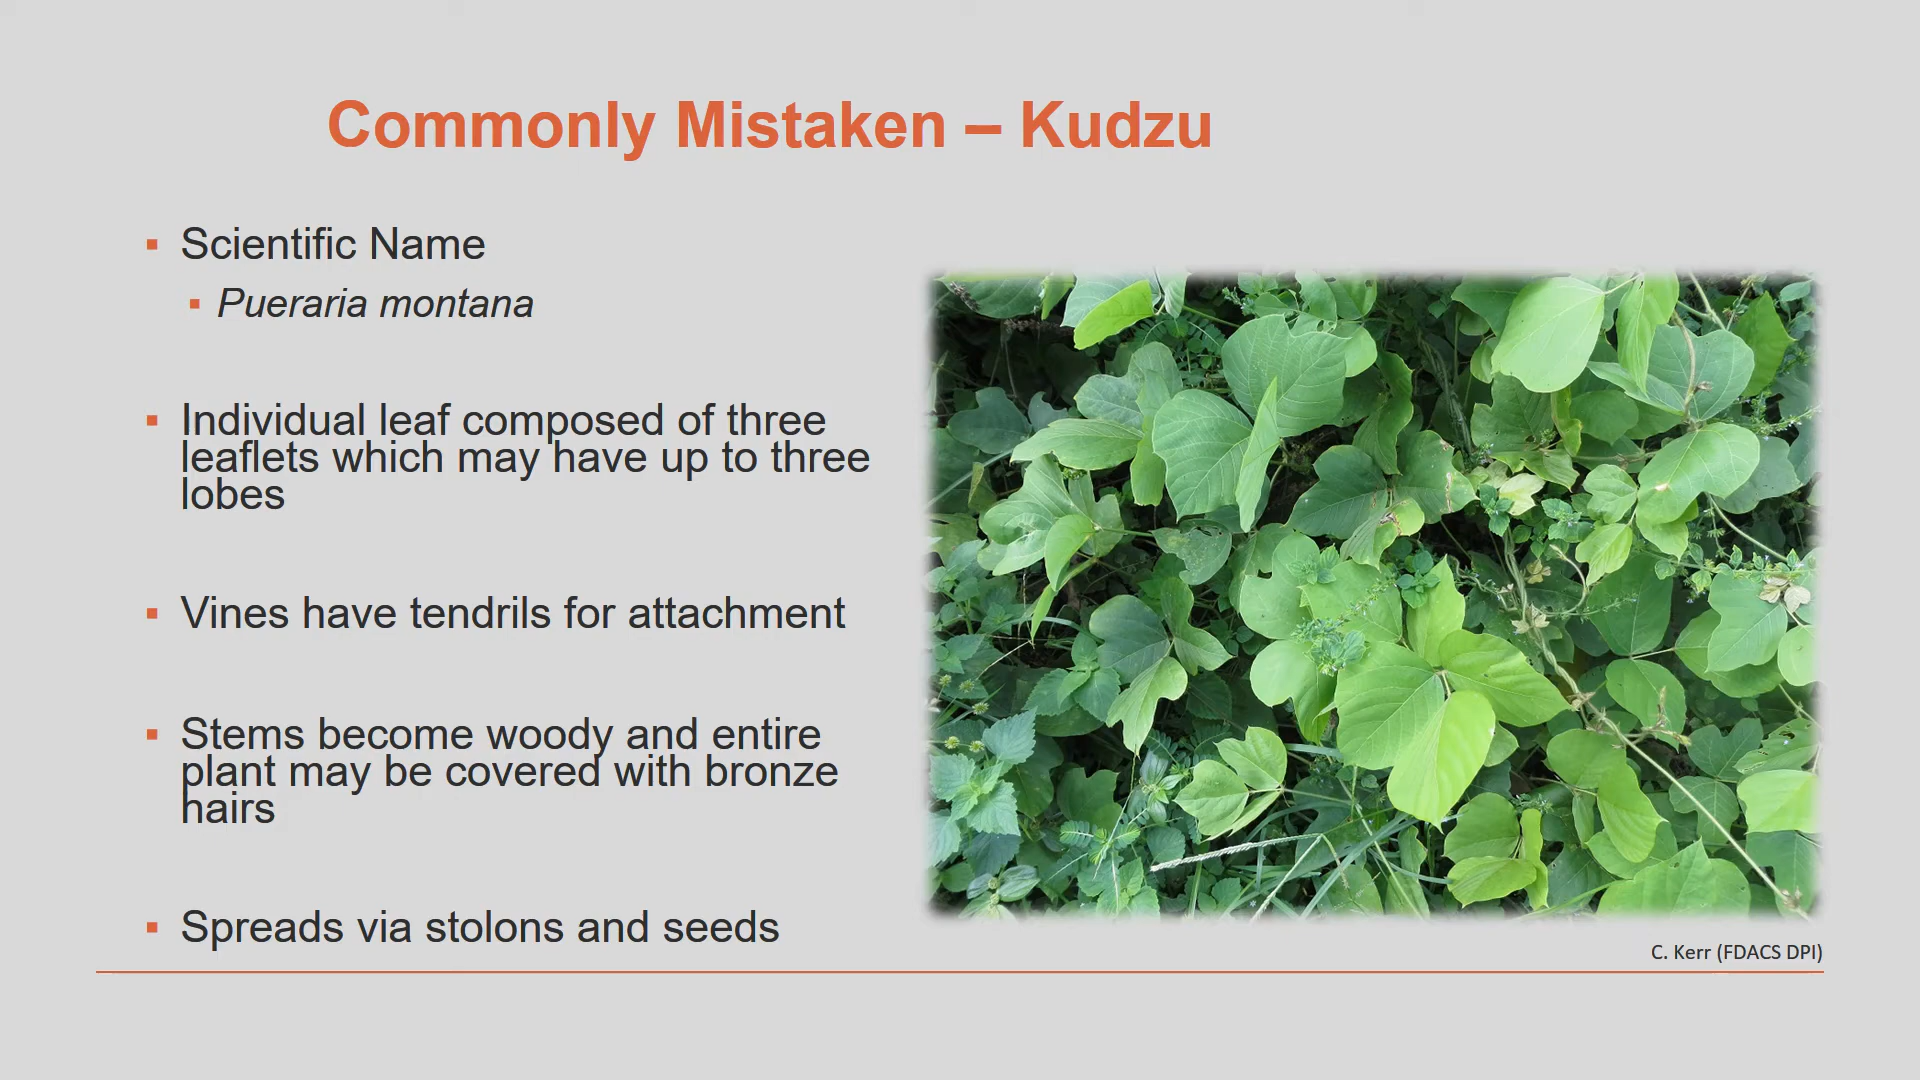 Commonly Mistaken – Kudzu
▪ Scientific Name
▪ Pueraria montana
▪ Individual leaf composed of three
leaflets which may have up to three
lobes
▪ Vines have tendrils for attachment
▪ Stems become woody and entire
plant may be covered with bronze
hairs
▪ Spreads via stolons and seeds
C. Kerr (FDACS DPI)